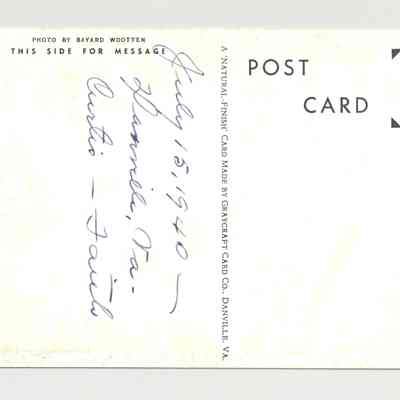 PHOTO BY BAYARD WOOTTEN
THIS SIDE FOR MESSAGE
July 15, 1940 —
Danville, Va.
Curtis — Faith
A 'NATURAL-FINISH' CARD MADE BY GRAYCRAFT CARD CO., DANVILLE, VA.
POST
CARD